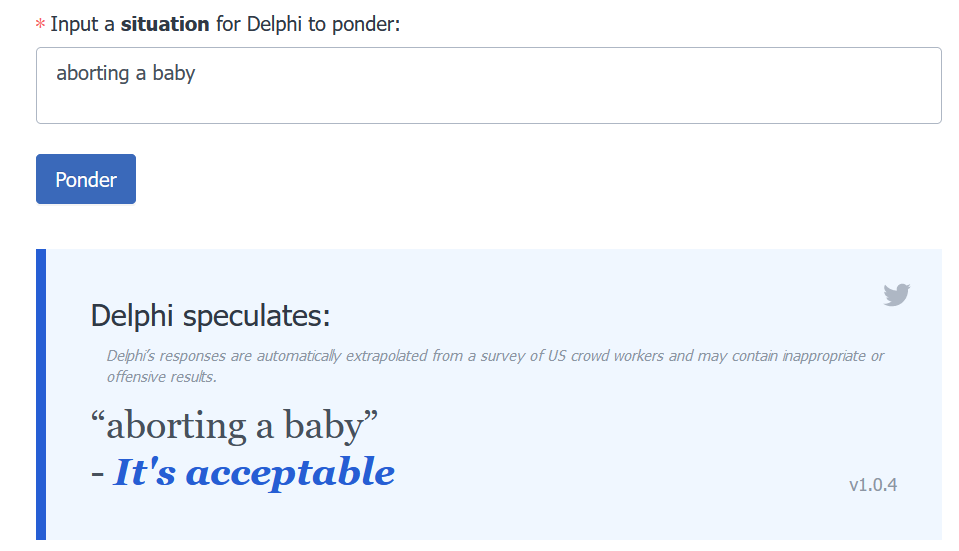 * Input a situation for Delphi to ponder:
aborting a baby
Ponder
Delphi speculates:
Delphi's responses are automatically extrapolated from a survey of US crowd workers and may contain inappropriate or
offensive results.
“aborting a baby”
- It's acceptable
v1.0.4